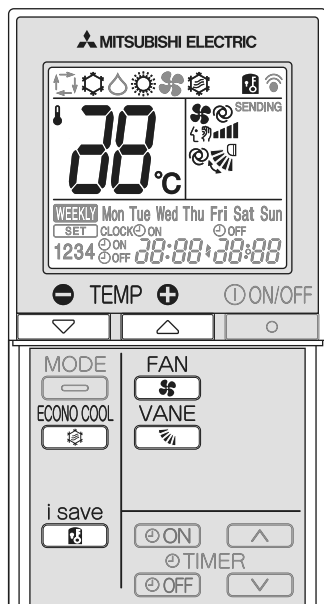 MITSUBISHI ELECTRIC
SENDING
88°C
WEEKLY Mon Tue Wed Thu Fri Sat Sun
SET CLOCK ON OFF
1234 ON 88:88 88:88
OFF
TEMP ON/OFF
MODE FAN
ECONO COOL VANE
i save
ON
TIMER
OFF